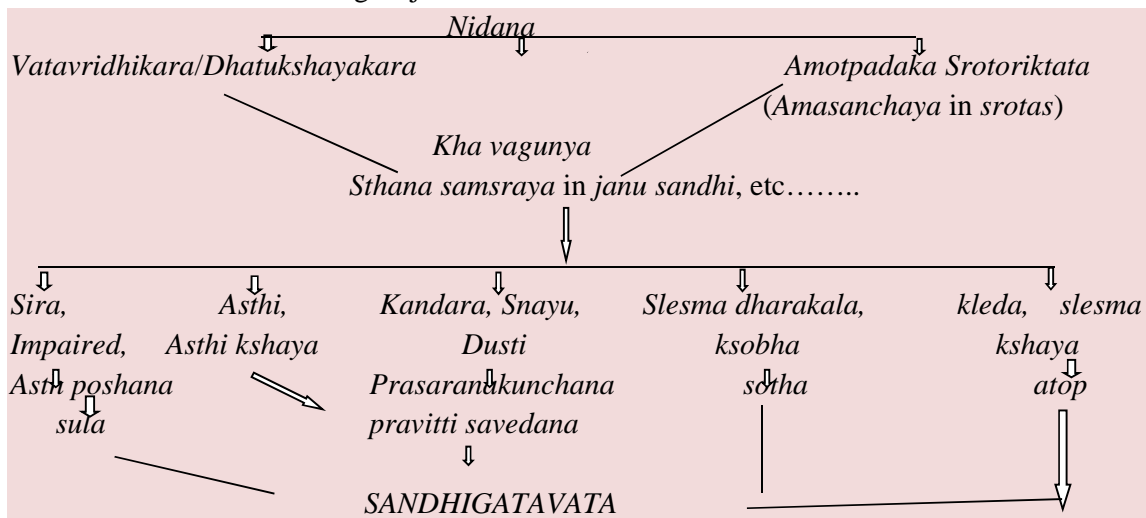 Nidana
Vatavridhikara/Dhatukshayakara Amotpadaka Srotoriktata
(Amasanchaya in srotas)
Kha vagunya
Sthana samsraya in janu sandhi, etc……..
Sira, Asthi, Kandara, Snayu, Slesma dharakala, kleda, slesma
Impaired, Asthi kshaya Dusti ksobha kshaya
poshana Prasaranakunchana sotha atop
sula pravitti savedana
SANDHIGATAVATA